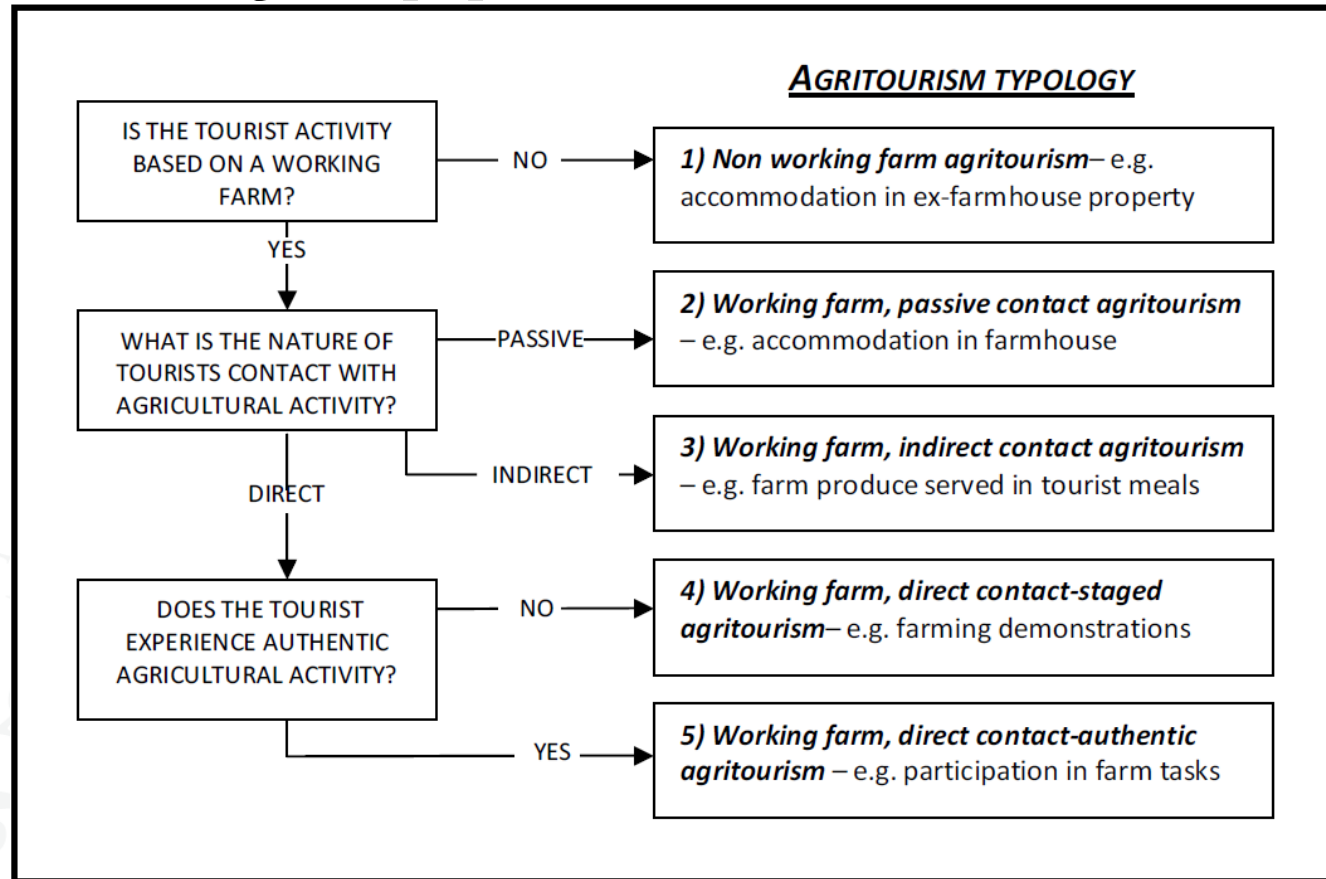 AGRITOURISM TYPOLOGY
IS THE TOURIST ACTIVITY
BASED ON A WORKING
FARM?
NO
1) Non working farm agritourism– e.g.
accommodation in ex-farmhouse property
YES
WHAT IS THE NATURE OF
TOURISTS CONTACT WITH
AGRICULTURAL ACTIVITY?
PASSIVE
2) Working farm, passive contact agritourism
– e.g. accommodation in farmhouse
INDIRECT
3) Working farm, indirect contact agritourism
– e.g. farm produce served in tourist meals
DIRECT
DOES THE TOURIST
EXPERIENCE AUTHENTIC
AGRICULTURAL ACTIVITY?
NO
4) Working farm, direct contact-staged
agritourism– e.g. farming demonstrations
YES
5) Working farm, direct contact-authentic
agritourism – e.g. participation in farm tasks